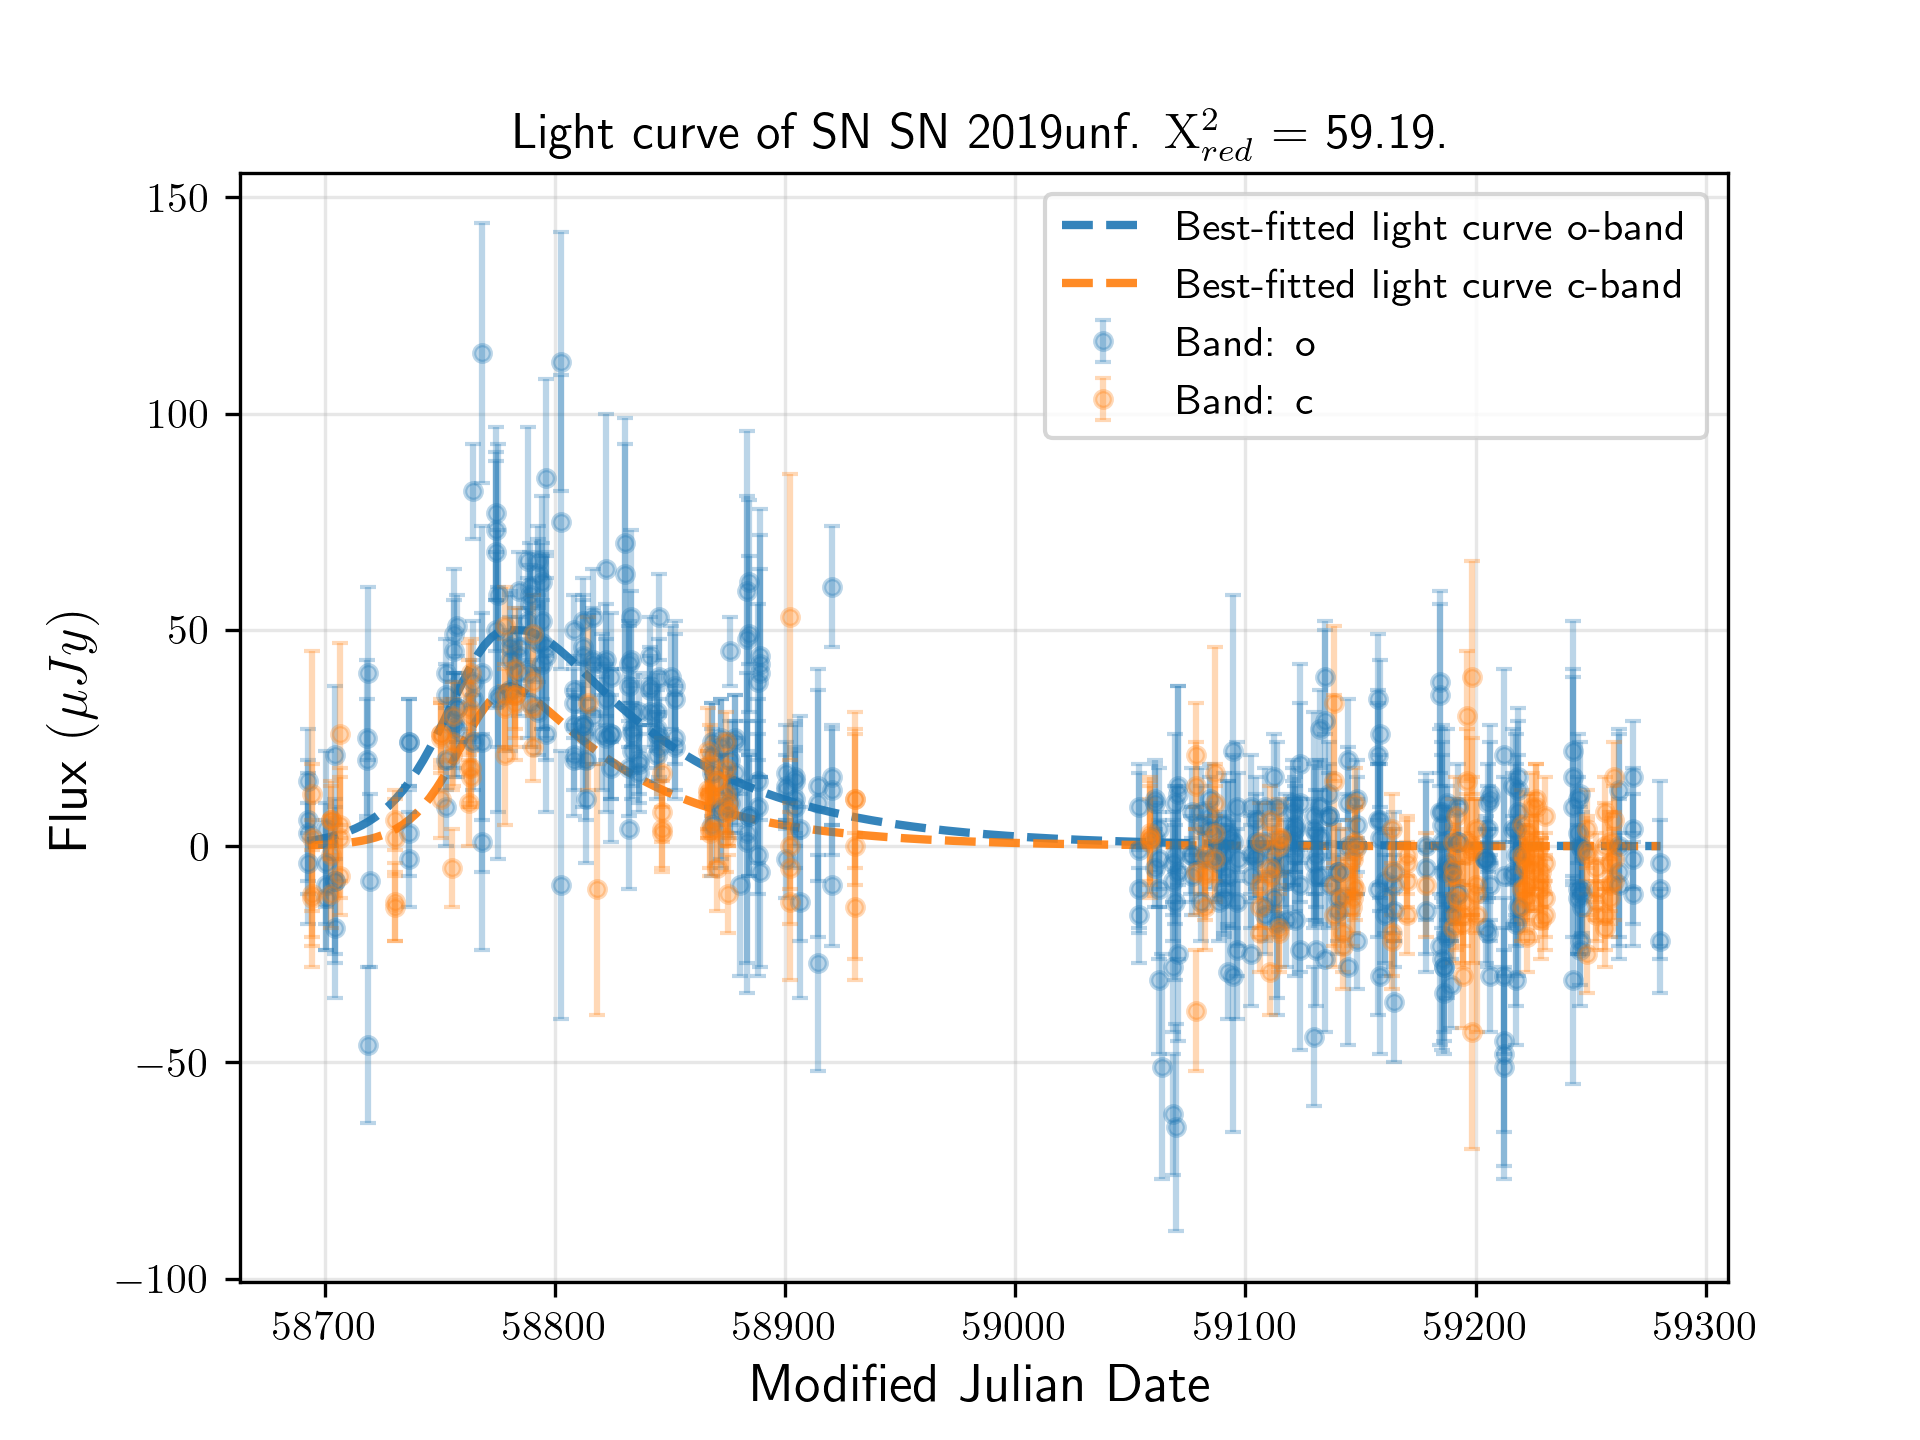 Light curve of SN SN 2019unf. X²_red = 59.19.
Best-fitted light curve o-band
Best-fitted light curve c-band
Band: o
Band: c
Flux (μJy)
150
100
50
0
−50
−100
58700 58800 58900 59000 59100 59200 59300
Modified Julian Date